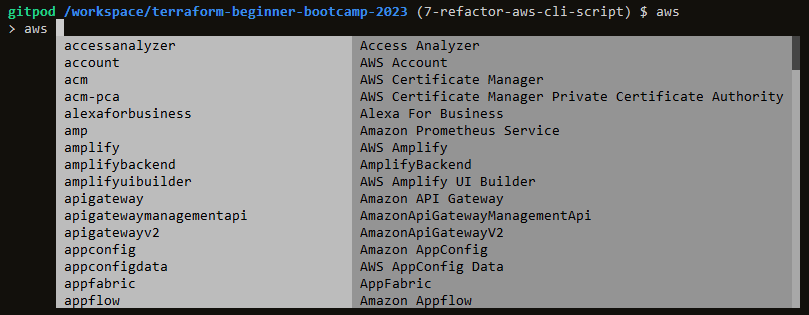 gitpod /workspace/terraform-beginner-bootcamp-2023 (7-refactor-aws-cli-script) $ aws
> aws
accessanalyzer Access Analyzer
account AWS Account
acm AWS Certificate Manager
acm-pca AWS Certificate Manager Private Certificate Authority
alexaforbusiness Alexa For Business
amp Amazon Prometheus Service
amplify AWS Amplify
amplifybackend AmplifyBackend
amplifyuibuilder AWS Amplify UI Builder
apigateway Amazon API Gateway
apigatewaymanagementapi AmazonApiGatewayManagementApi
apigatewayv2 AmazonApiGatewayV2
appconfig Amazon AppConfig
appconfigdata AWS AppConfig Data
appfabric AppFabric
appflow Amazon Appflow